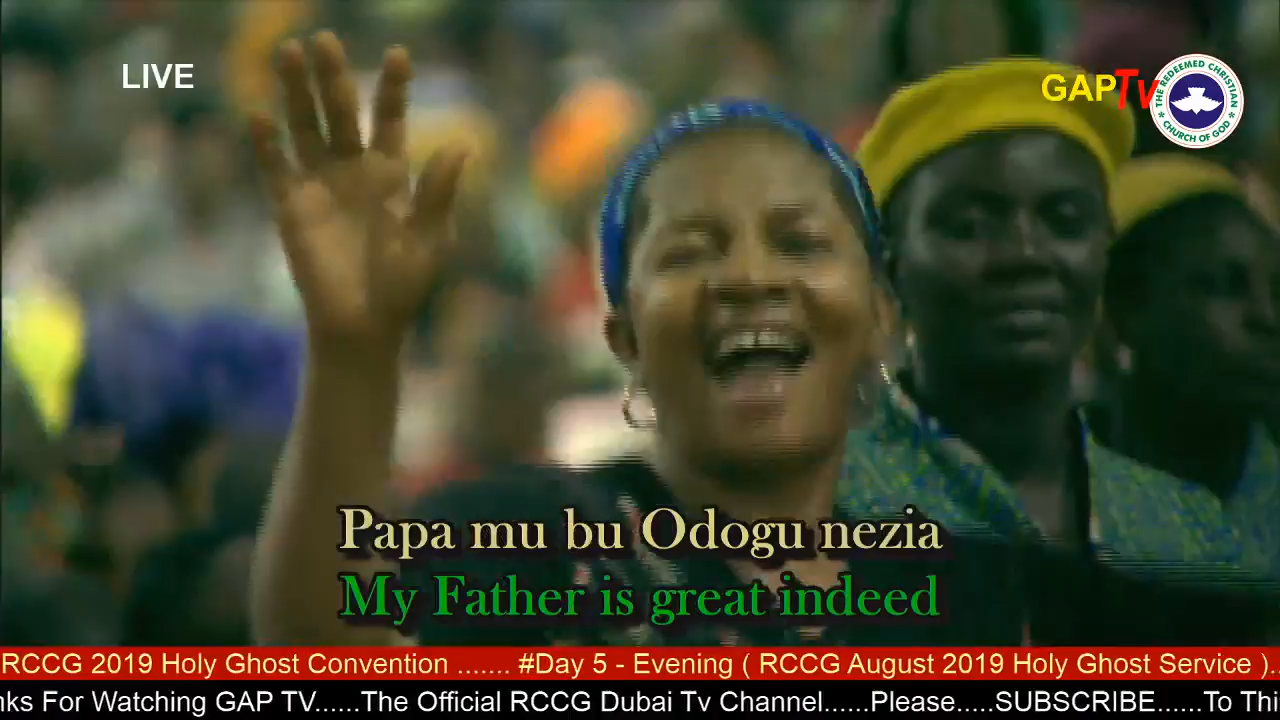 LIVE
GAPTv
THE REDEEMED CHRISTIAN
CHURCH OF GOD
Papa mu bu Odogu nezia
My Father is great indeed
RCCG 2019 Holy Ghost Convention ....... #Day 5 - Evening ( RCCG August 2019 Holy Ghost Service )..
nks For Watching GAP TV......The Official RCCG Dubai Tv Channel......Please.....SUBSCRIBE......To Thi